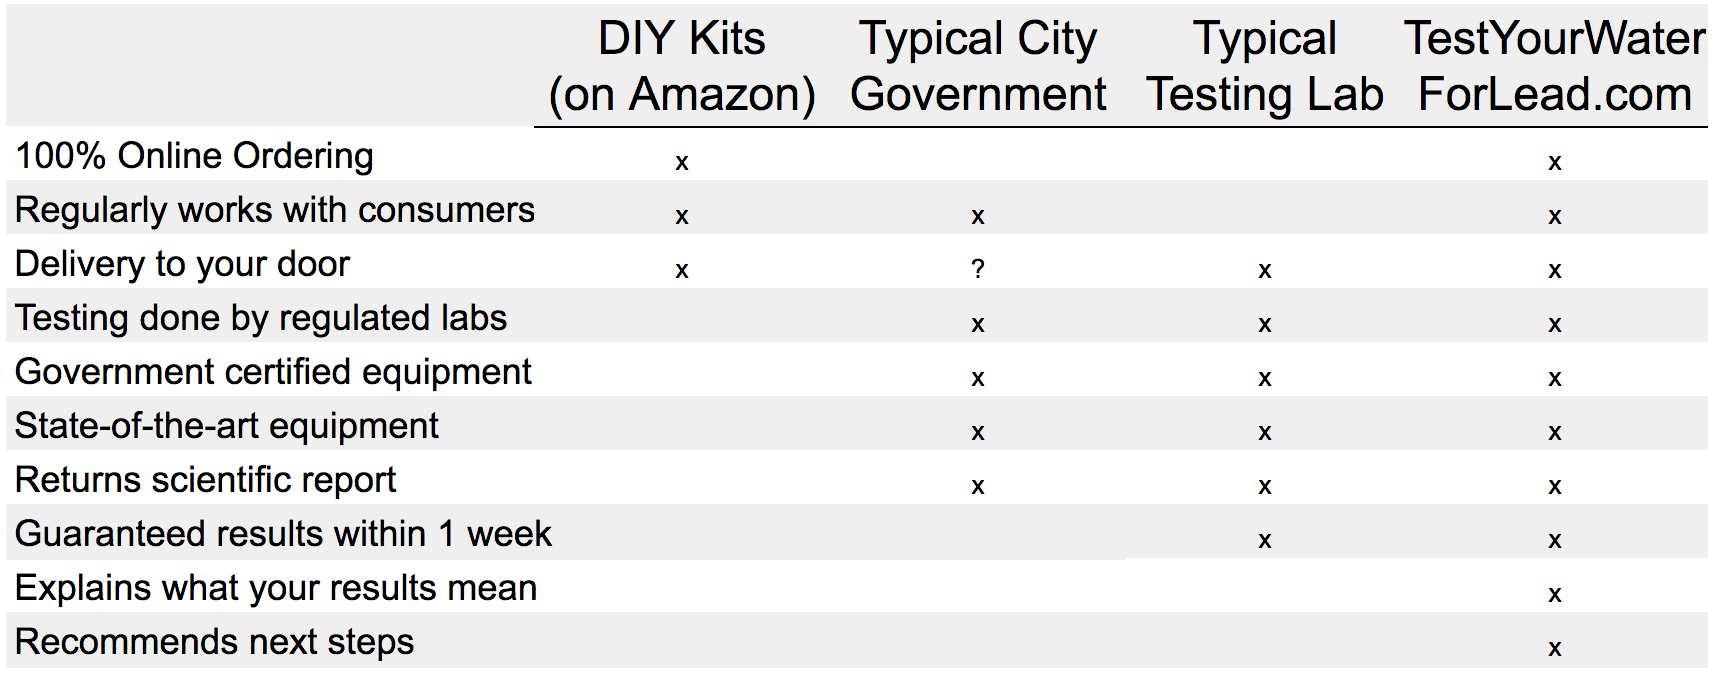 DIY Kits Typical City Typical TestYourWater
(on Amazon) Government Testing Lab ForLead.com
100% Online Ordering x x
Regularly works with consumers x x x
Delivery to your door x ? x x
Testing done by regulated labs x x x
Government certified equipment x x x
State-of-the-art equipment x x x
Returns scientific report x x x
Guaranteed results within 1 week x x
Explains what your results mean x
Recommends next steps x